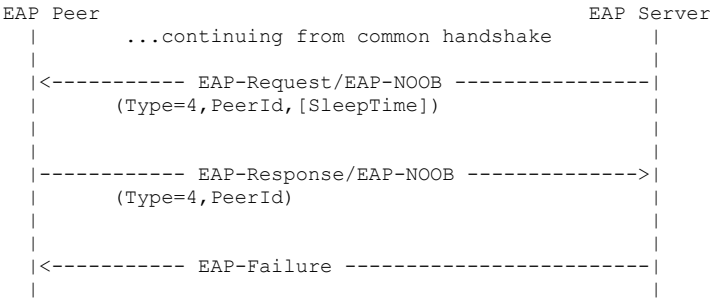 EAP Peer EAP Server
| ...continuing from common handshake |
| |
|<----------- EAP-Request/EAP-NOOB ----------------|
| (Type=4,PeerId,[SleepTime]) |
| |
| |
|------------ EAP-Response/EAP-NOOB -------------->|
| (Type=4,PeerId) |
| |
| |
|<----------- EAP-Failure -------------------------|
| |